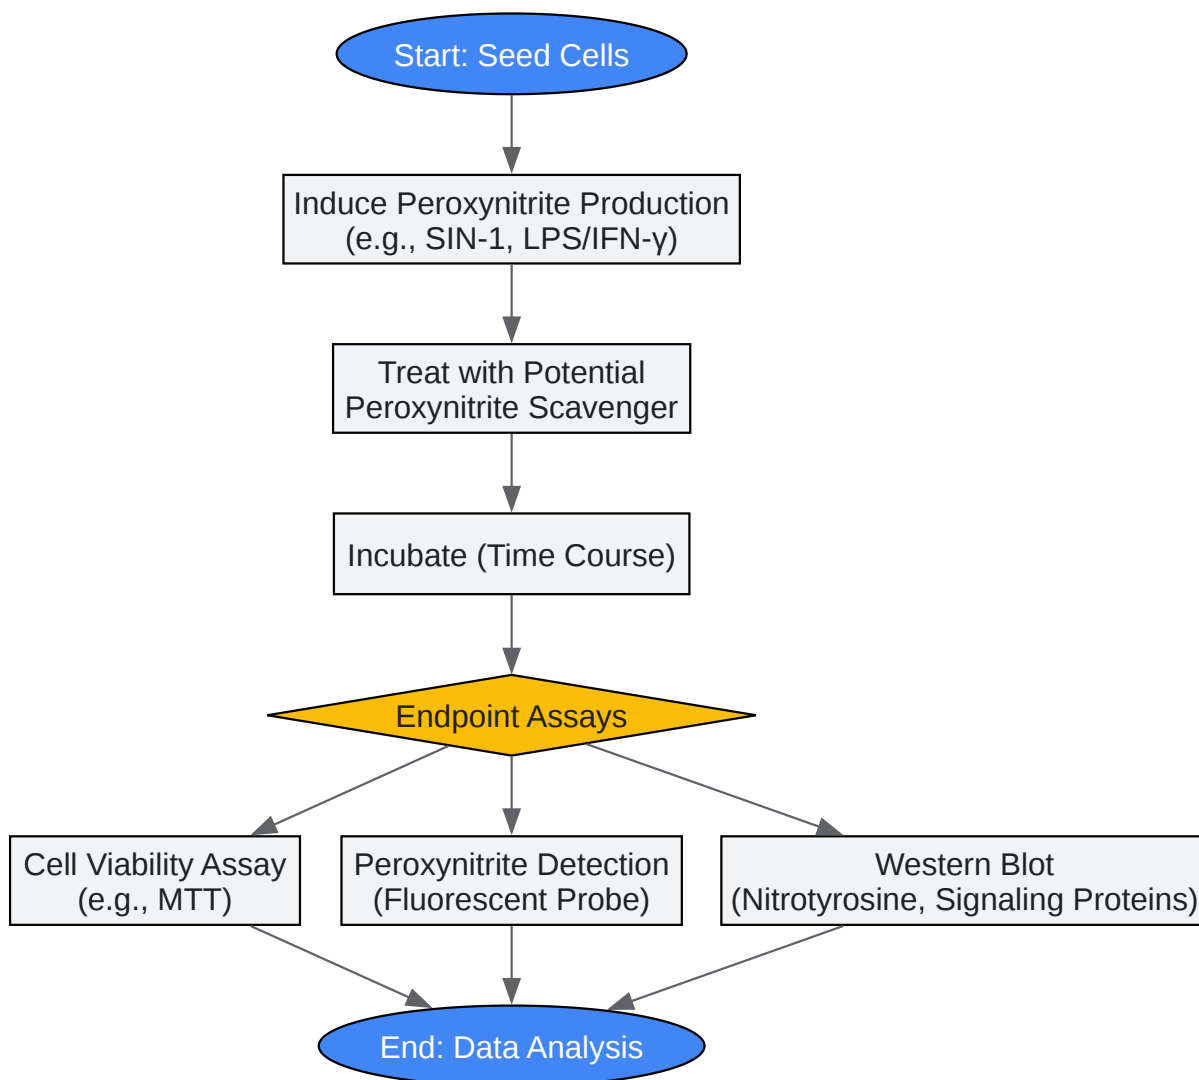 Start: Seed Cells
Induce Peroxynitrite Production
(e.g., SIN-1, LPS/IFN-γ)
Treat with Potential
Peroxynitrite Scavenger
Incubate (Time Course)
Endpoint Assays
Cell Viability Assay
(e.g., MTT)
Peroxynitrite Detection
(Fluorescent Probe)
Western Blot
(Nitrotyrosine, Signaling Proteins)
End: Data Analysis